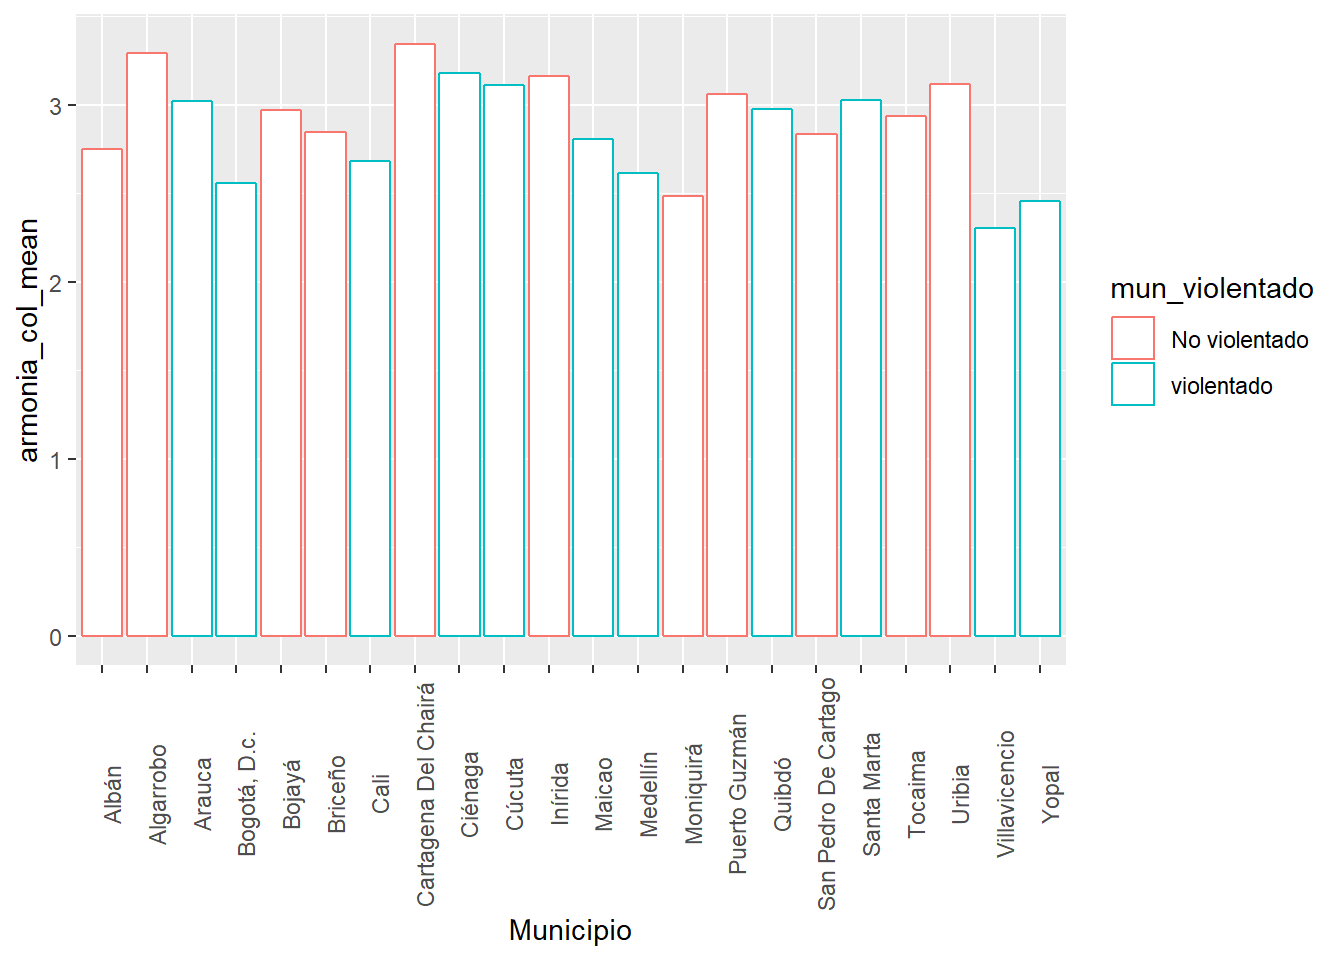 armonia_col_mean
3
2
1
0
Albán
Algarrobo
Arauca
Bogotá, D.c.
Bojayá
Briceño
Cali
Cartagena Del Chairá
Ciénaga
Cúcuta
Inírida
Maicao
Medellín
Moniquirá
Puerto Guzmán
Quibdó
San Pedro De Cartago
Santa Marta
Tocaima
Uribia
Villavicencio
Yopal
Municipio
mun_violentado
No violentado
violentado